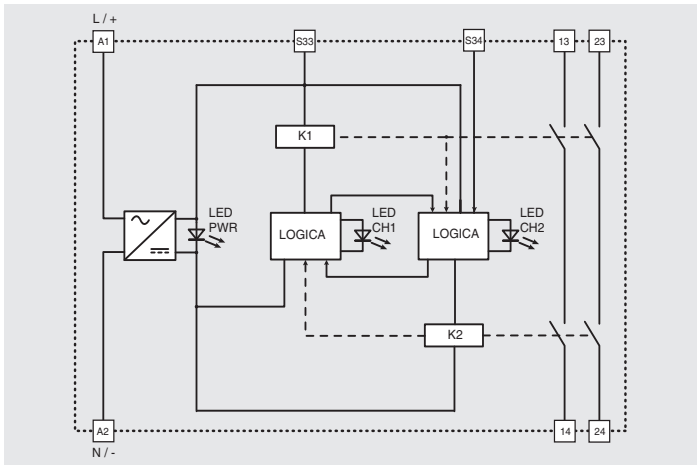 L / +
A1
S33
S34
13
23
K1
LED
PWR
LOGICA
LED
CH1
LOGICA
LED
CH2
K2
A2
14
24
N / -